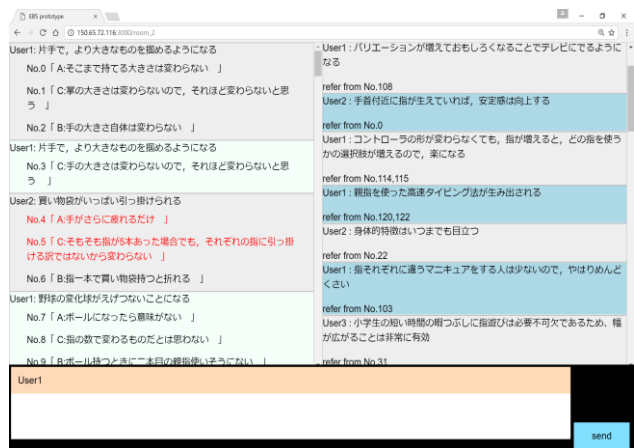 EBS prototype
150.65.72.116:3000/room_2
User1: 片手で，より大きなものを掴めるようになる
No.0「 A:そこまで持てる大きさは変わらない 」
No.1「 C:掌の大きさは変わらないので，それほど変わらないと思
う 」
No.2「 B:手の大きさ自体は変わらない 」
User1: 片手で，より大きなものを掴めるようになる
No.3「 C:手の大きさは変わらないので，それほど変わらないと思
う 」
User2: 買い物袋がいっぱい引っ掛けられる
No.4「 A:手がさらに疲れるだけ 」
No.5「 C:そもそも指が5本あった場合でも，それぞれの指に引っ掛
ける訳ではないから変わらない 」
No.6「 B:指一本で買い物袋持つと折れる 」
User1: 野球の変化球がえげつないことになる
No.7「 A:ボールになったら意味がない 」
No.8「 C:指の数で変わるものだとは思わない 」
No.9「 B:ボール持つときに二本目の親指使いそうにない 」
User1 : バリエーションが増えておもしろくなることでテレビにでるように
なる
refer from No.108
User2 : 手首付近に指が生えていれば，安定感は向上する
refer from No.0
User1 : コントローラの形が変わらなくても，指が増えると，どの指を使う
かの選択肢が増えるので，楽になる
refer from No.114,115
User1 : 親指を使った高速タイピング法が生み出される
refer from No.120,122
User2 : 身体的特徴はいつまでも目立つ
refer from No.22
User1 : 指それぞれに違うマニキュアをする人は少ないので，やはりめんど
くさい
refer from No.103
User3 : 小学生の短い時間の暇つぶしに指遊びは必要不可欠であるため、幅
が広がることは非常に有効
refer from No.31
User1
send